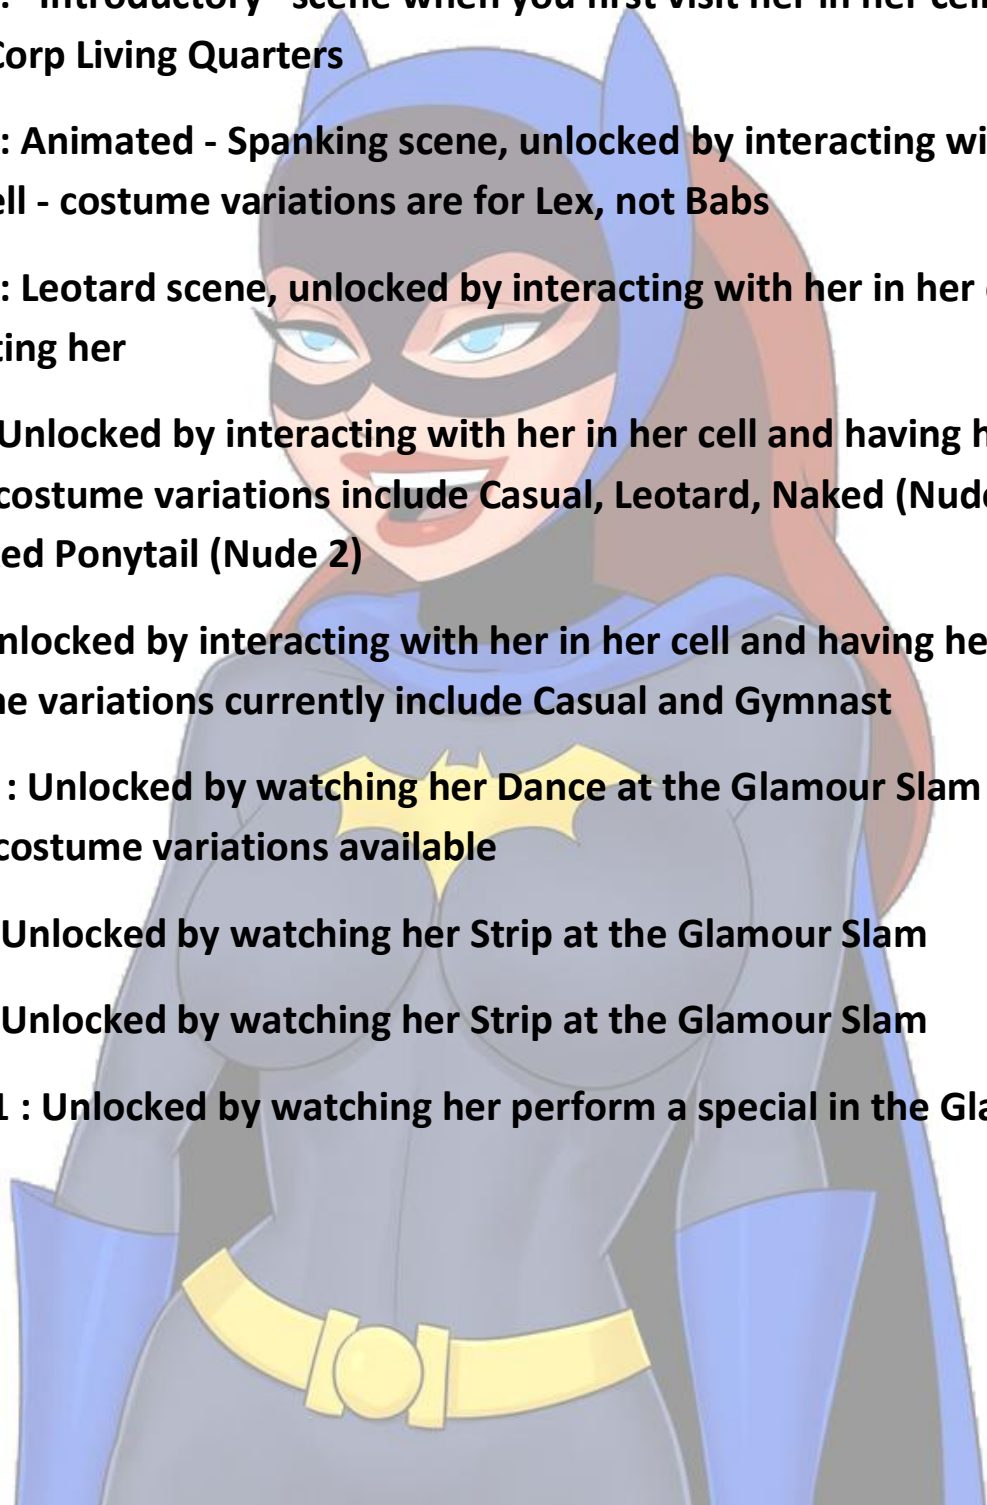 : "Introductory" scene when you first visit her in her cell
Corp Living Quarters
: Animated - Spanking scene, unlocked by interacting wi
ell - costume variations are for Lex, not Babs
: Leotard scene, unlocked by interacting with her in her
ting her
Unlocked by interacting with her in her cell and having h
costume variations include Casual, Leotard, Naked (Nude
ed Ponytail (Nude 2)
nlocked by interacting with her in her cell and having he
ne variations currently include Casual and Gymnast
: Unlocked by watching her Dance at the Glamour Slam
costume variations available
Unlocked by watching her Strip at the Glamour Slam
Unlocked by watching her Strip at the Glamour Slam
1 : Unlocked by watching her perform a special in the Gla